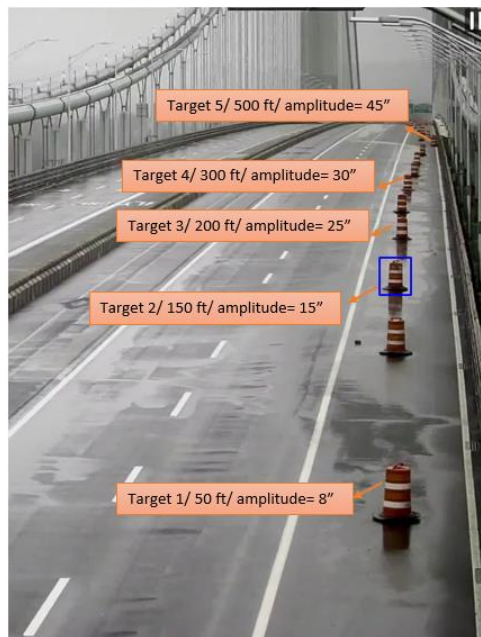 Target 5/ 500 ft/ amplitude= 45”
Target 4/ 300 ft/ amplitude= 30”
Target 3/ 200 ft/ amplitude= 25”
Target 2/ 150 ft/ amplitude= 15”
Target 1/ 50 ft/ amplitude= 8”